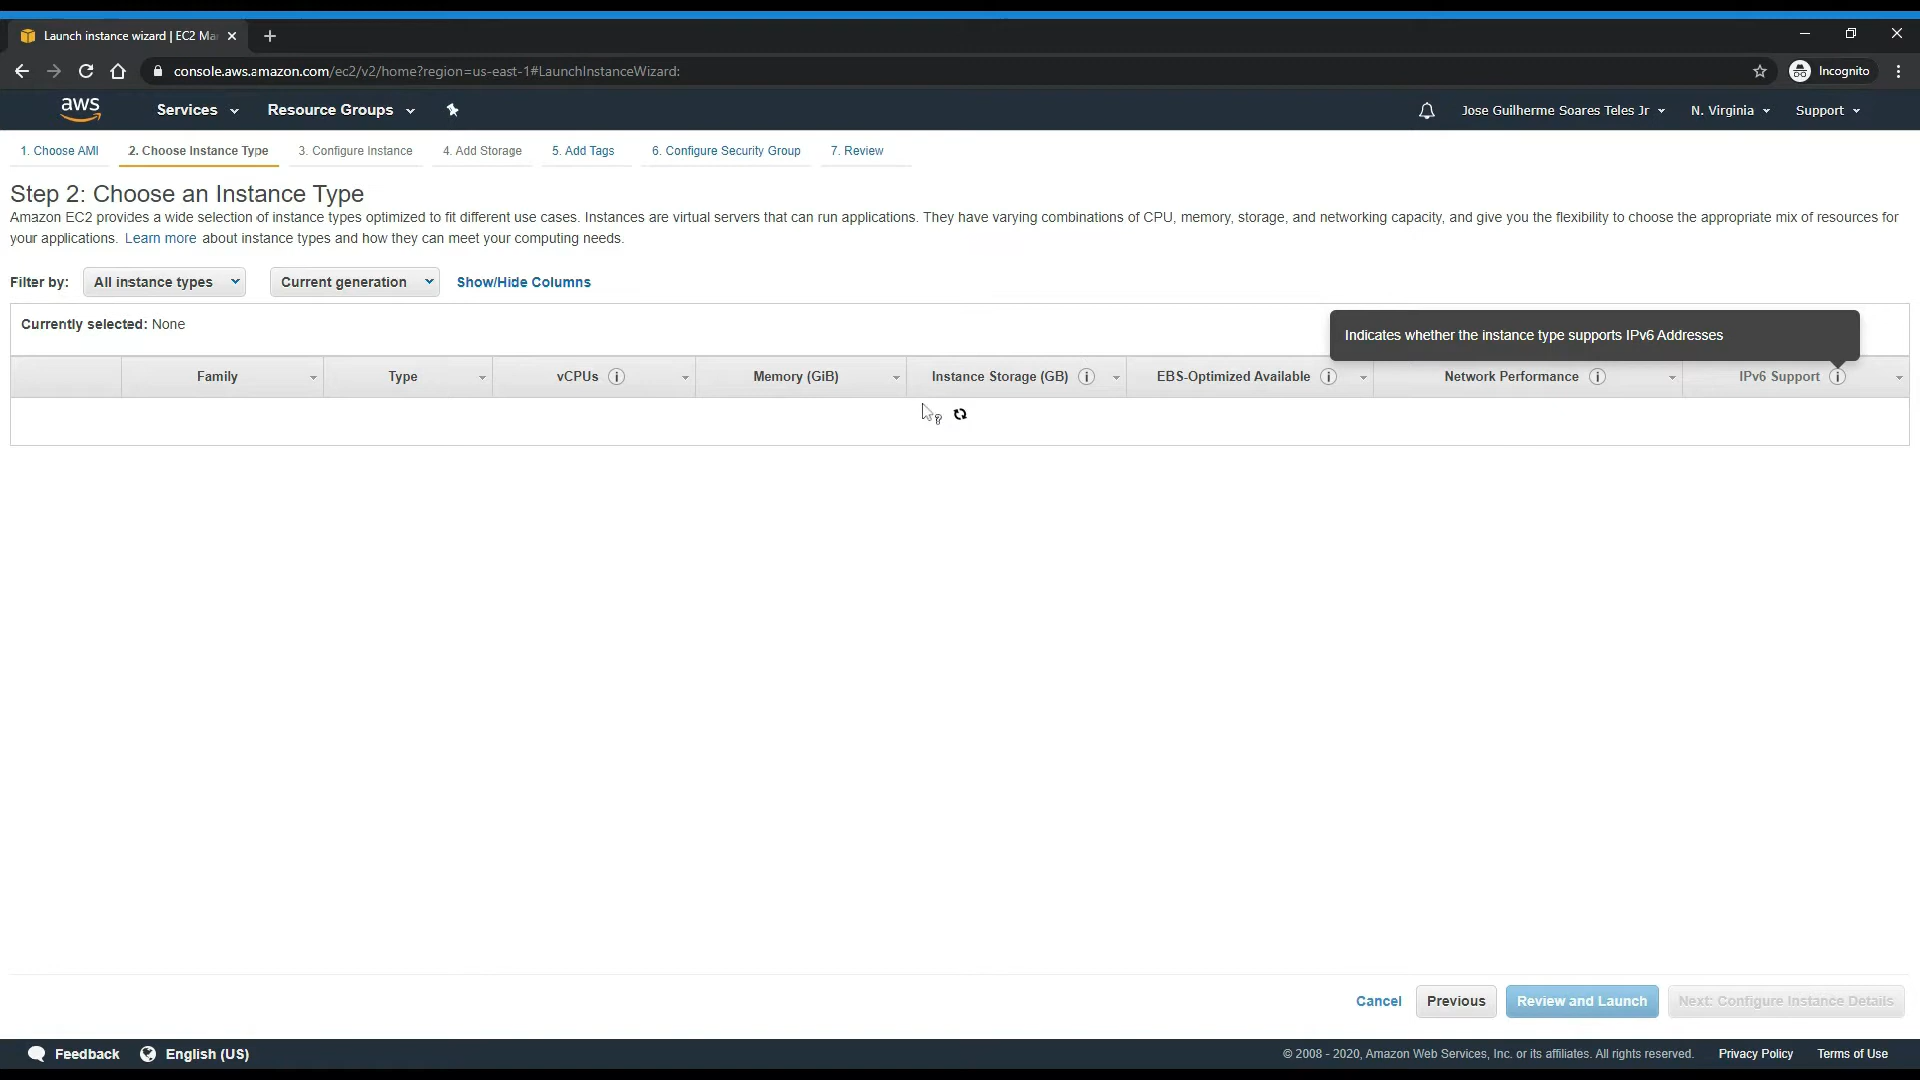 Launch instance wizard | EC2 Ma
console.aws.amazon.com/ec2/v2/home?region=us-east-1#LaunchInstanceWizard:
Incognito
aws
Services
Resource Groups
Jose Guilherme Soares Teles Jr
N. Virginia
Support
1. Choose AMI
2. Choose Instance Type
3. Configure Instance
4. Add Storage
5. Add Tags
6. Configure Security Group
7. Review
Step 2: Choose an Instance Type
Amazon EC2 provides a wide selection of instance types optimized to fit different use cases. Instances are virtual servers that can run applications. They have varying combinations of CPU, memory, storage, and networking capacity, and give you the flexibility to choose the appropriate mix of resources for
your applications. Learn more about instance types and how they can meet your computing needs.
Filter by:
All instance types
Current generation
Show/Hide Columns
Currently selected: None
Indicates whether the instance type supports IPv6 Addresses
Family
Type
vCPUs
Memory (GiB)
Instance Storage (GB)
EBS-Optimized Available
Network Performance
IPv6 Support
Cancel
Previous
Review and Launch
Next: Configure Instance Details
Feedback
English (US)
© 2008 - 2020, Amazon Web Services, Inc. or its affiliates. All rights reserved.
Privacy Policy
Terms of Use